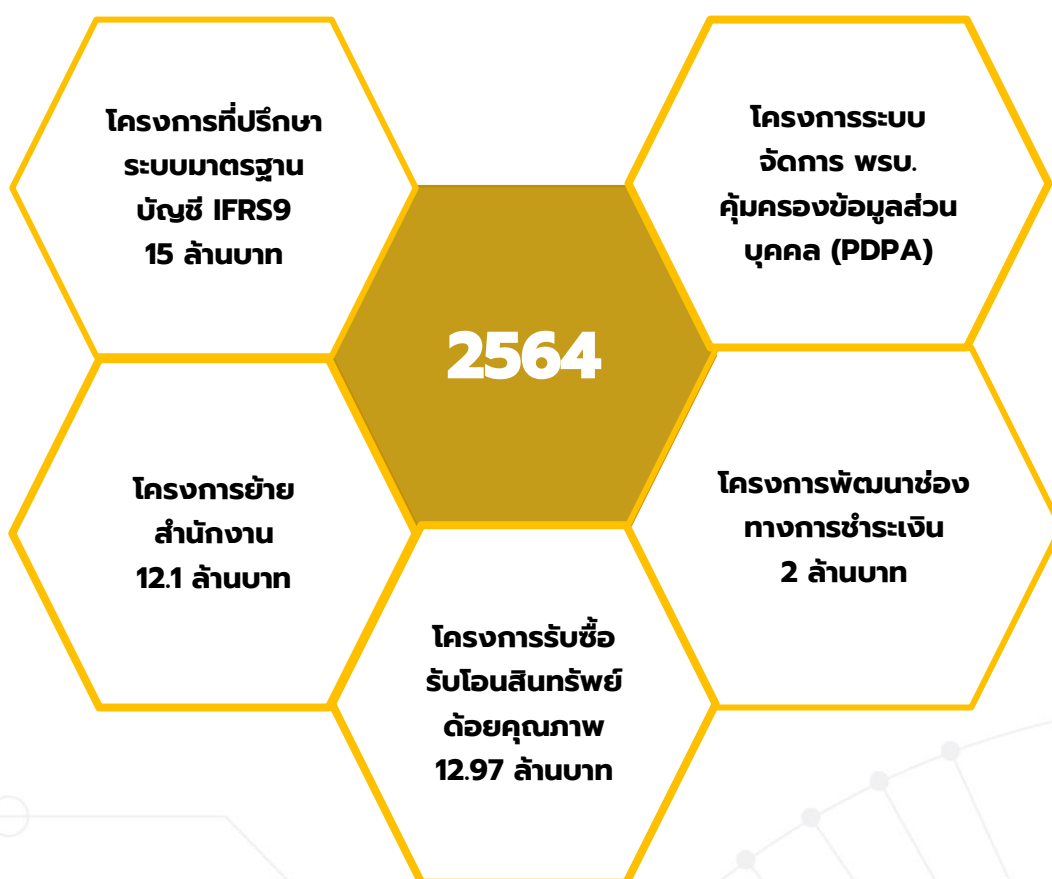 โครงการที่ปรึกษา
ระบบมาตรฐาน
บัญชี IFRS9
15 ล้านบาท
โครงการระบบ
จัดการ พรบ.
คุ้มครองข้อมูลส่วน
บุคคล (PDPA)
2564
โครงการย้าย
สำนักงาน
12.1 ล้านบาท
โครงการพัฒนาช่อง
ทางการชำระเงิน
2 ล้านบาท
โครงการรับซื้อ
รับโอนสินทรัพย์
ด้อยคุณภาพ
12.97 ล้านบาท